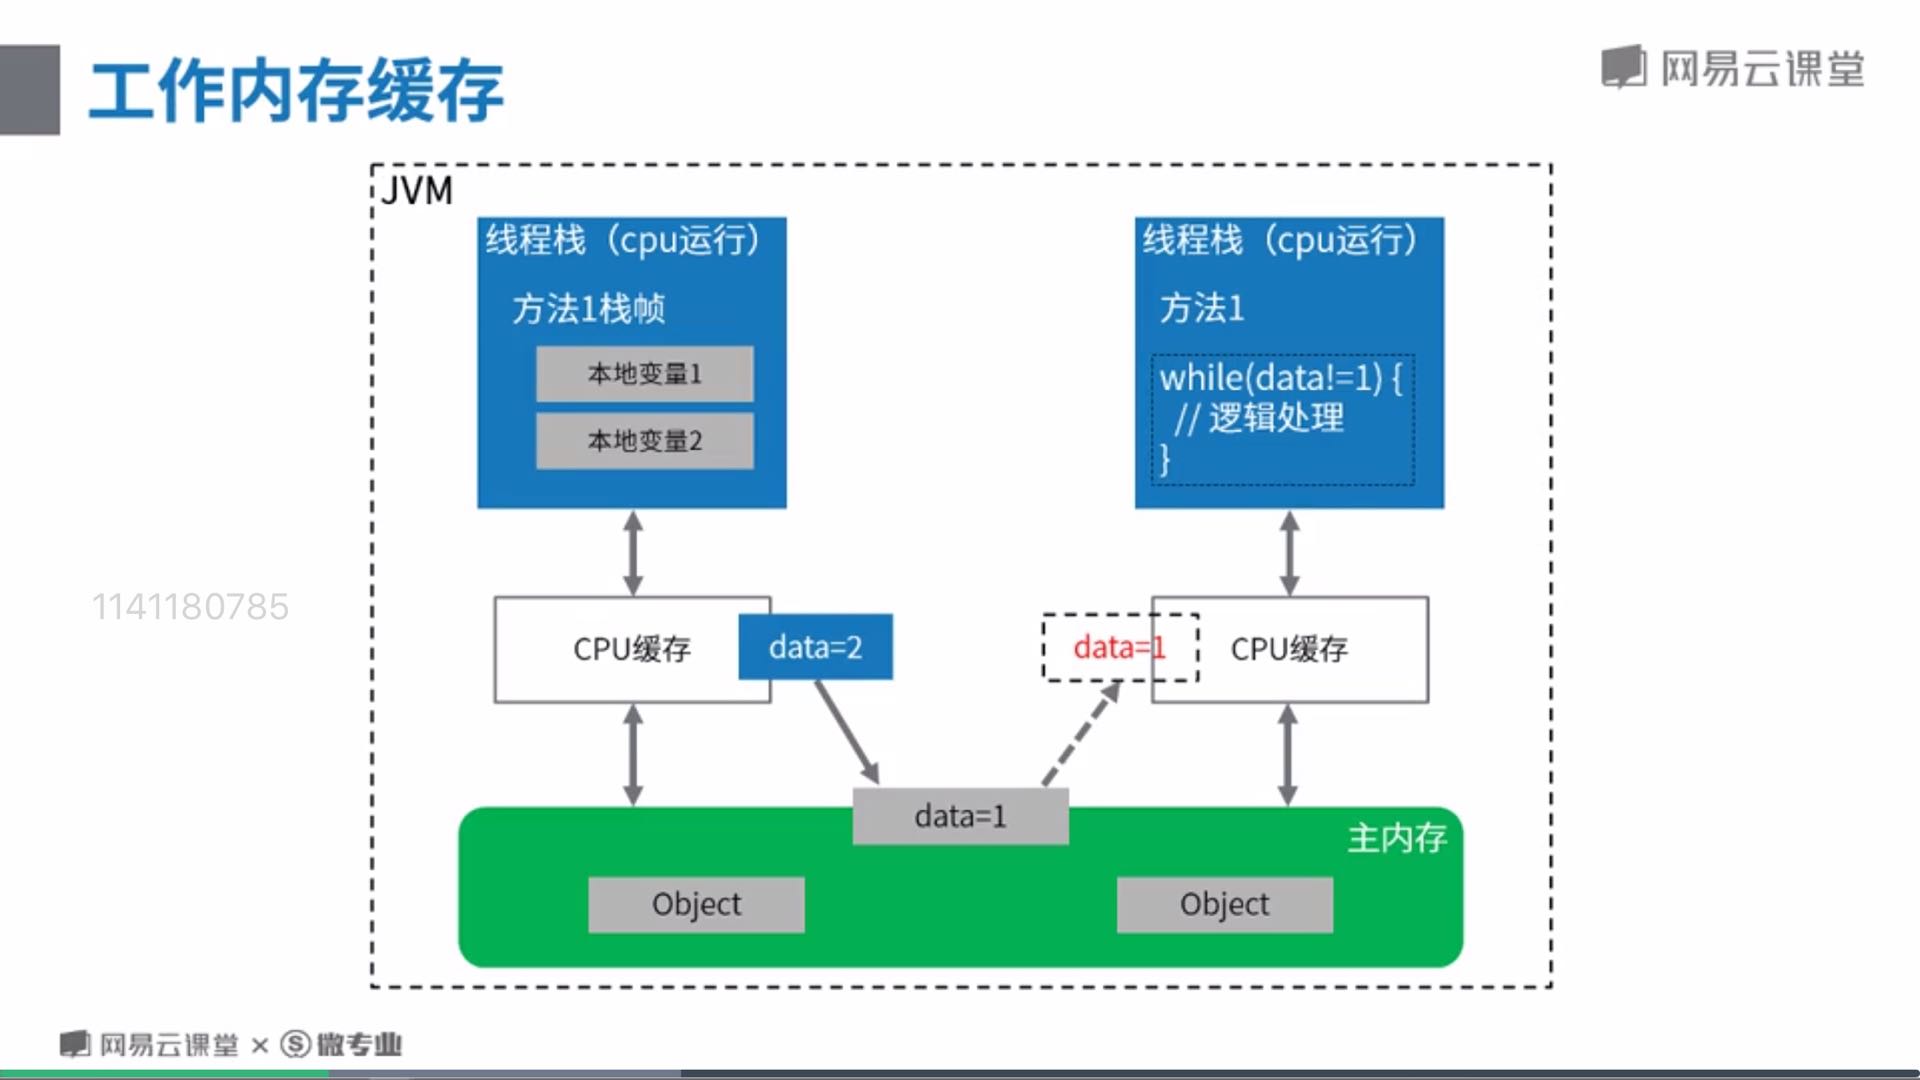 工作内存缓存
网易云课堂
JVM
线程栈（cpu运行）
方法1栈帧
本地变量1
本地变量2
线程栈（cpu运行）
方法1
while(data!=1) {
// 逻辑处理
}
1141180785
CPU缓存
data=2
data=1
CPU缓存
data=1
主内存
Object
Object
网易云课堂 × 微专业